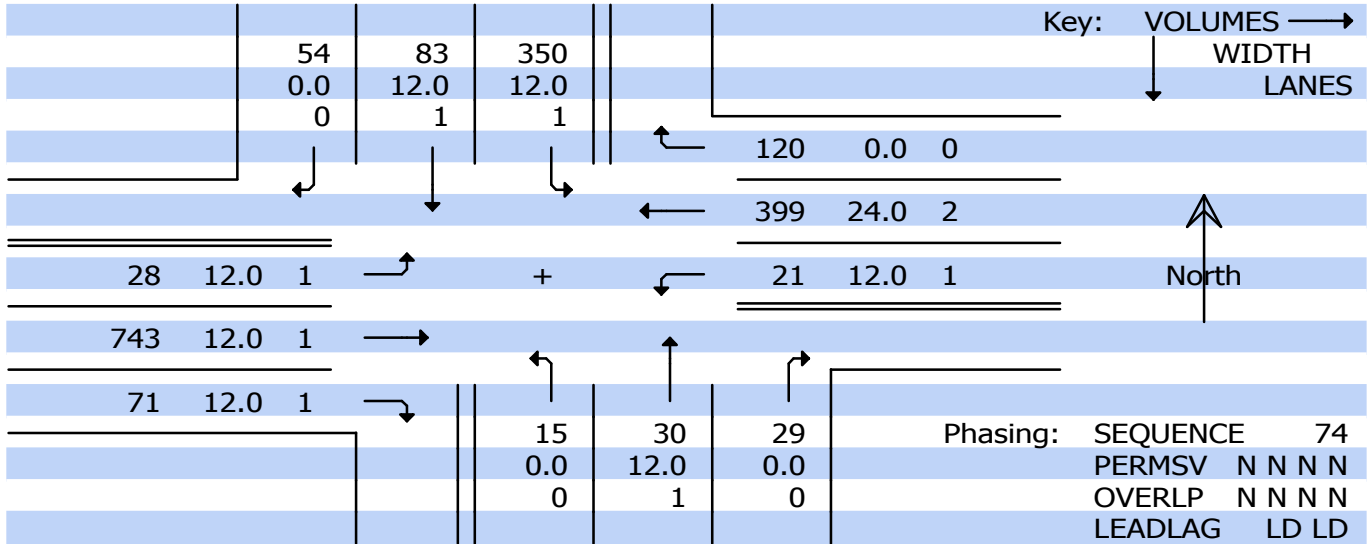 Key: VOLUMES
54 83 350 WIDTH
0.0 12.0 12.0 LANES
0 1 1
120 0.0 0
399 24.0 2
28 12.0 1 + 21 12.0 1 North
743 12.0 1
71 12.0 1
15 30 29 Phasing: SEQUENCE 74
0.0 12.0 0.0 PERMSV N N N N
0 1 0 OVERLP N N N N
LEADLAG LD LD